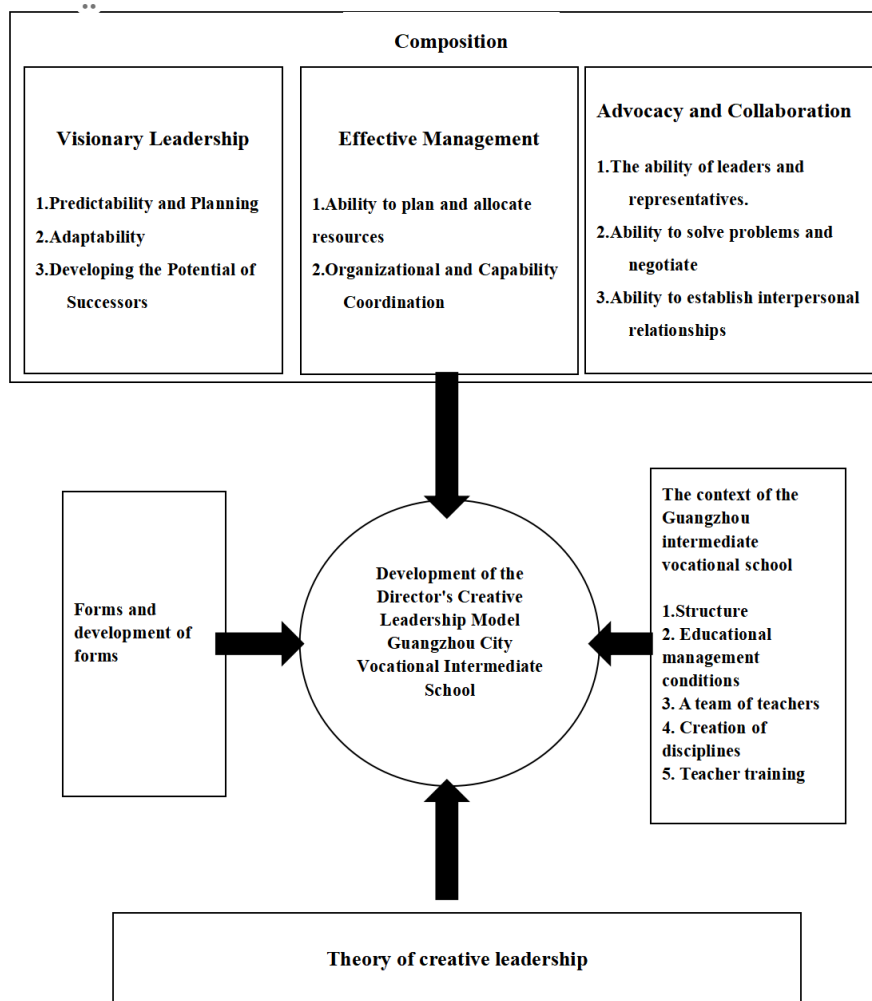 Composition
Visionary Leadership
1.Predictability and Planning
2.Adaptability
3.Developing the Potential of
Successors
Effective Management
1.Ability to plan and allocate
resources
2.Organizational and Capability
Coordination
Advocacy and Collaboration
1.The ability of leaders and
representatives.
2.Ability to solve problems and
negotiate
3.Ability to establish interpersonal
relationships
Forms and
development of
forms
Development of the
Director's Creative
Leadership Model
Guangzhou City
Vocational Intermediate
School
The context of the
Guangzhou
intermediate
vocational school
1.Structure
2. Educational
management
conditions
3. A team of teachers
4. Creation of
disciplines
5. Teacher training
Theory of creative leadership